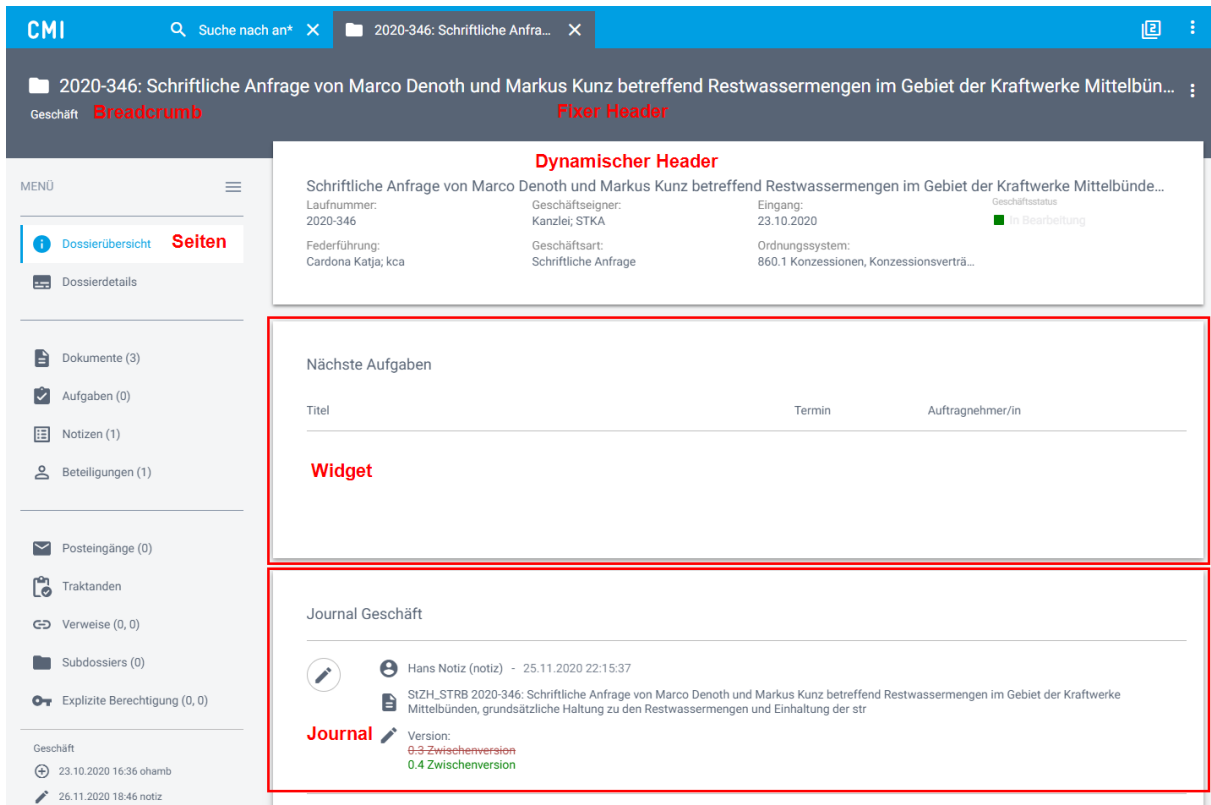 CMI
Suche nach an*
2020-346: Schriftliche Anfra...
2020-346: Schriftliche Anfrage von Marco Denoth und Markus Kunz betreffend Restwassermengen im Gebiet der Kraftwerke Mittelbün...
Geschäft Breadcrumb Fixer Header
Dynamischer Header
MENÜ
Dossierübersicht Seiten
Dossierdetails
Dokumente (3)
Aufgaben (0)
Notizen (1)
Beteiligungen (1)
Posteingänge (0)
Traktanden
Verweise (0, 0)
Subdossiers (0)
Explizite Berechtigung (0, 0)
Geschäft
23.10.2020 16:36 ohamb
26.11.2020 18:46 notiz
Schriftliche Anfrage von Marco Denoth und Markus Kunz betreffend Restwassermengen im Gebiet der Kraftwerke Mittelbünde...
Laufnummer:
2020-346
Geschäftseigner:
Kanzlei; STKA
Eingang:
23.10.2020
Geschäftsstatus
In Bearbeitung
Federführung:
Cardona Katja; kca
Geschäftsart:
Schriftliche Anfrage
Ordnungssystem:
860.1 Konzessionen, Konzessionsverträ...
Nächste Aufgaben
Titel Termin Auftragnehmer/in
Widget
Journal Geschäft
Hans Notiz (notiz) - 25.11.2020 22:15:37
StZH_STRB 2020-346: Schriftliche Anfrage von Marco Denoth und Markus Kunz betreffend Restwassermengen im Gebiet der Kraftwerke
Mittelbünden, grundsätzliche Haltung zu den Restwassermengen und Einhaltung der str
Journal Version:
0.3 Zwischenversion
0.4 Zwischenversion